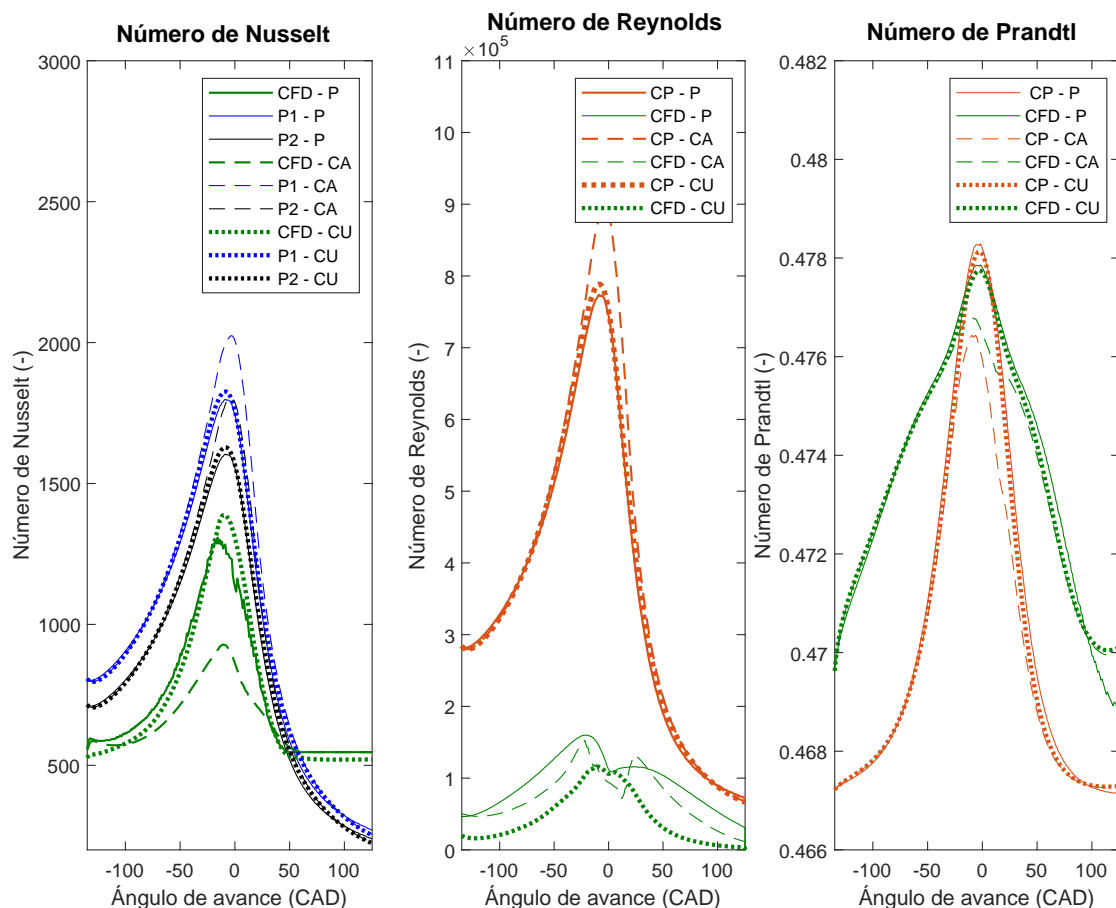 Número de Nusselt
3000
2500
2000
1500
1000
500
-100
-50
0
50
100
Ángulo de avance (CAD)
Número de Nusselt (-)
CFD - P
P1 - P
P2 - P
CFD - CA
P1 - CA
P2 - CA
CFD - CU
P1 - CU
P2 - CU
Número de Reynolds
×10⁵
11
10
9
8
7
6
5
4
3
2
1
0
-100
-50
0
50
100
Ángulo de avance (CAD)
Número de Reynolds (-)
CP - P
CFD - P
CP - CA
CFD - CA
CP - CU
CFD - CU
Número de Prandtl
0.482
0.48
0.478
0.476
0.474
0.472
0.47
0.468
0.466
-100
-50
0
50
100
Ángulo de avance (CAD)
Número de Prandtl (-)
CP - P
CFD - P
CP - CA
CFD - CA
CP - CU
CFD - CU